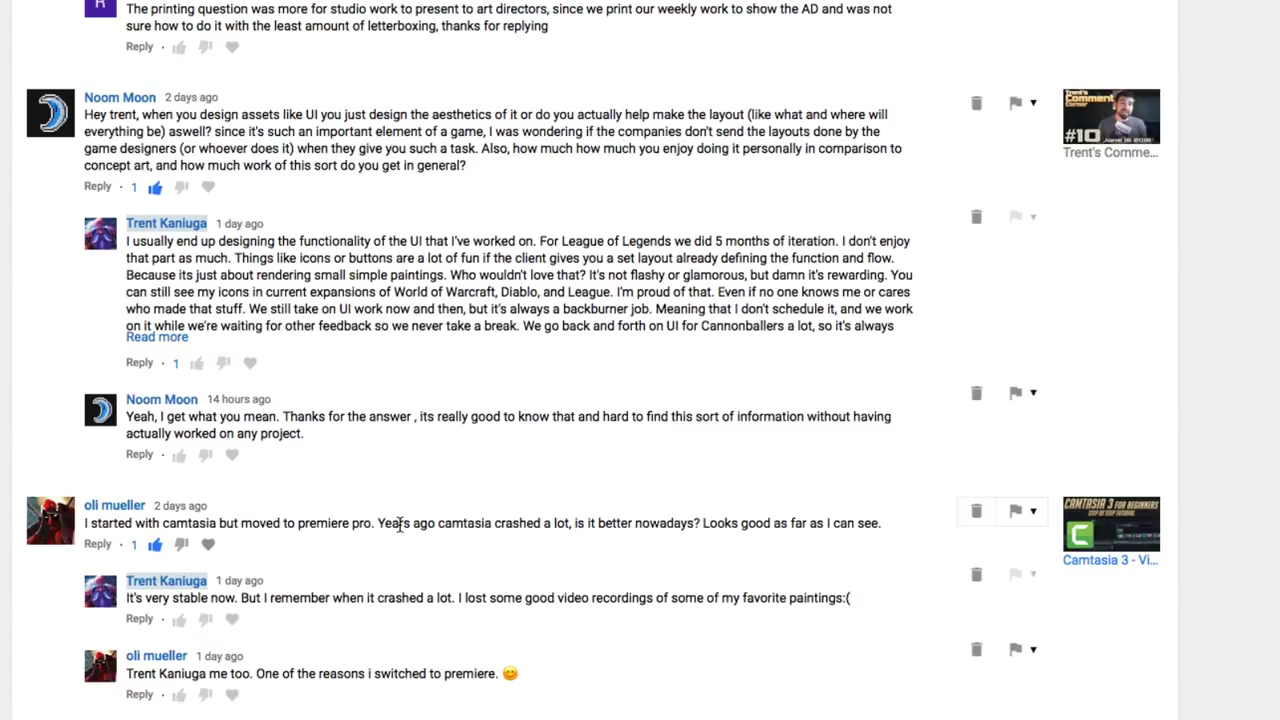 R
The printing question was more for studio work to present to art directors, since we print our weekly work to show the AD and was
not sure how to do it with the least amount of letterboxing, thanks for replying
Reply
Noom Moon 2 days ago
Hey trent, when you design assets like UI you just design the aesthetics of it or do you actually help make the layout (like what and where will
everything be) aswell? since it's such an important element of a game, I was wondering if the companies don't send the layouts done by the
game designers (or whoever does it) when they give you such a task. Also, how much how much you enjoy doing it personally in comparison to
concept art, and how much work of this sort do you get in general?
Reply · 1
Trent's
Comment
Corner
#10
Trent's Comme...
Trent Kaniuga 1 day ago
I usually end up designing the functionality of the UI that I've worked on. For League of Legends we did 5 months of iteration. I don't enjoy
that part as much. Things like icons or buttons are a lot of fun if the client gives you a set layout already defining the function and flow.
Because its just about rendering small simple paintings. Who wouldn't love that? It's not flashy or glamorous, but damn it's rewarding. You
can still see my icons in current expansions of World of Warcraft, Diablo, and League. I'm proud of that. Even if no one knows me or cares
who made that stuff. We still take on UI work now and then, but it's always a backburner job. Meaning that I don't schedule it, and we work
on it while we're waiting for other feedback so we never take a break. We go back and forth on UI for Cannonballers a lot, so it's always
Read more
Reply · 1
Noom Moon 14 hours ago
Yeah, I get what you mean. Thanks for the answer , its really good to know that and hard to find this sort of information without having
actually worked on any project.
Reply
oli mueller 2 days ago
I started with camtasia but moved to premiere pro. Years ago camtasia crashed a lot, is it better nowadays? Looks good as far as I can see.
Reply · 1
CAMTASIA 3 FOR BEGINNERS
STEP BY STEP TUTORIAL
Camtasia 3 - Vi...
Trent Kaniuga 1 day ago
It's very stable now. But I remember when it crashed a lot. I lost some good video recordings of some of my favorite paintings:(
Reply
oli mueller 1 day ago
Trent Kaniuga me too. One of the reasons i switched to premiere. 😊
Reply